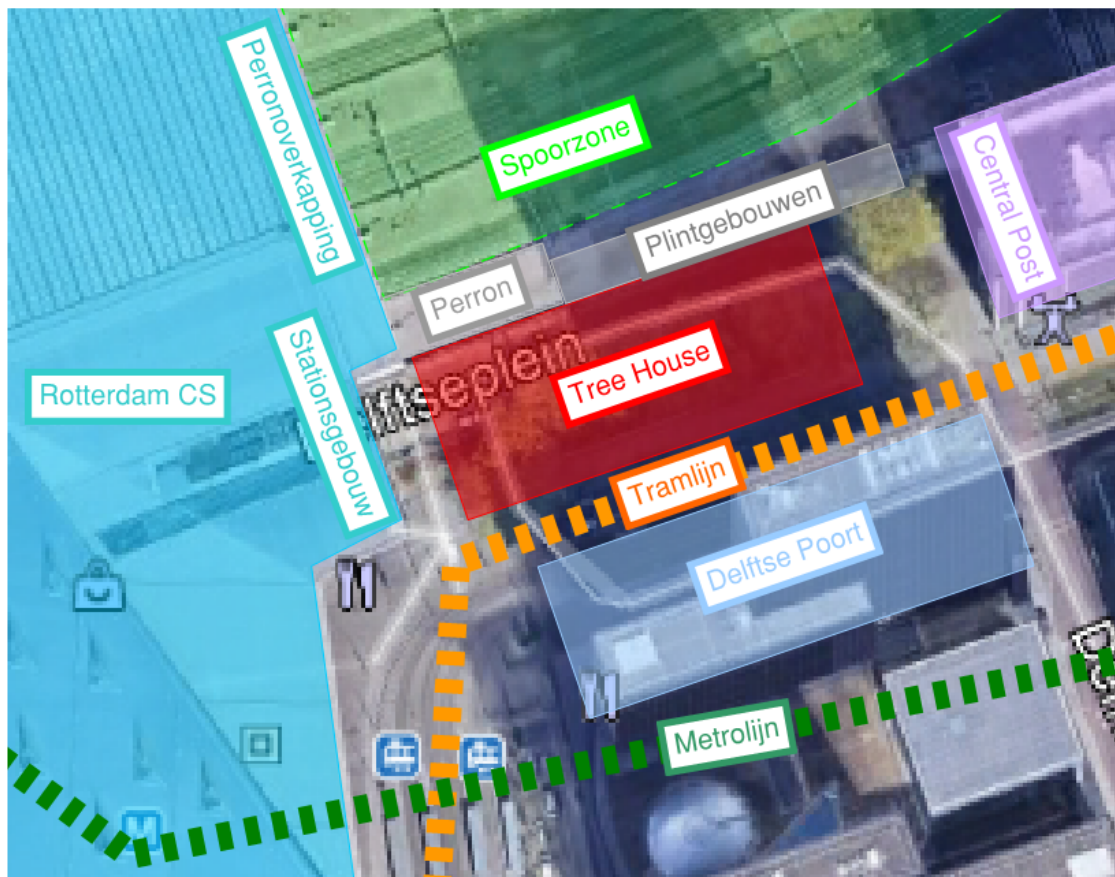 Perronoverkapping
Spoorzone
Central Post
Plintgebouwen
Perron
Tree House
Rotterdam CS
Stationsgebouw
Tramlijn
Delftse Poort
Metrolijn